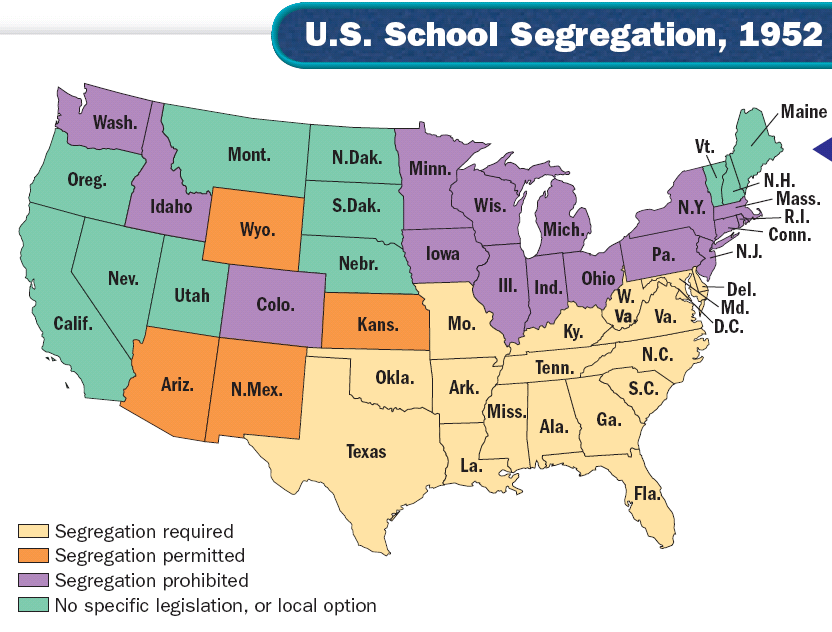 U.S. School Segregation, 1952
Maine
Wash.
Vt.
Mont.
N.Dak.
Minn.
Oreg.
N.H.
Mass.
Idaho
S.Dak.
Wis.
N.Y.
R.I.
Wyo.
Mich.
Conn.
Iowa
Pa.
N.J.
Nebr.
Nev.
Ohio
Ill.
Ind.
Utah
Colo.
Del.
W.
Va.
Md.
Calif.
Kans.
Mo.
Va.
D.C.
Ky.
N.C.
Tenn.
Ariz.
N.Mex.
Okla.
Ark.
S.C.
Miss.
Ala.
Ga.
Texas
La.
Fla.
Segregation required
Segregation permitted
Segregation prohibited
No specific legislation, or local option